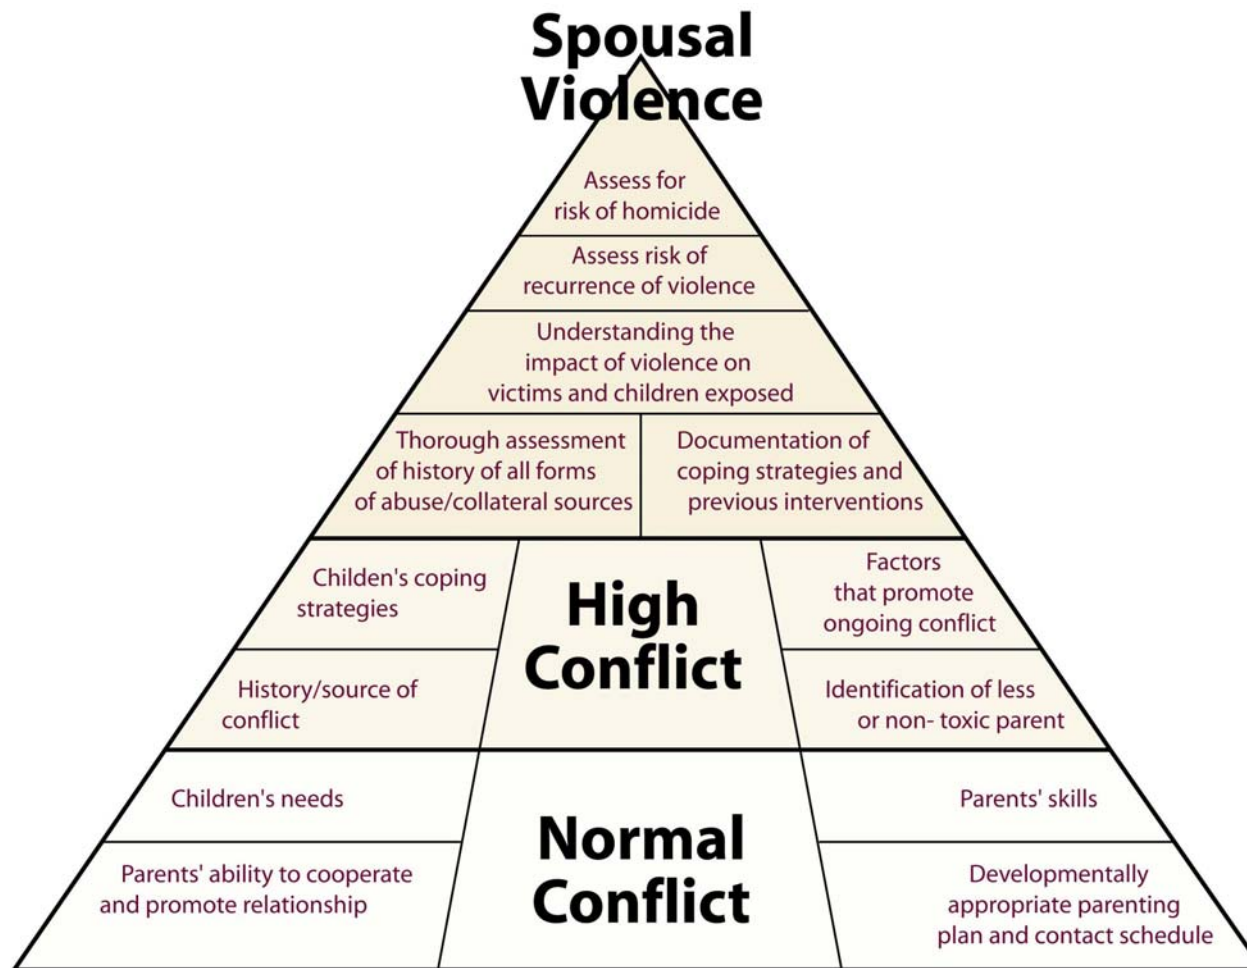 Spousal
Violence
Assess for
risk of homicide
Assess risk of
recurrence of violence
Understanding the
impact of violence on
victims and children exposed
Thorough assessment
of history of all forms
of abuse/collateral sources
Documentation of
coping strategies and
previous interventions
Childen's coping
strategies
High
Conflict
Factors
that promote
ongoing conflict
History/source of
conflict
Identification of less
or non- toxic parent
Children's needs
Normal
Conflict
Parents' skills
Parents' ability to cooperate
and promote relationship
Developmentally
appropriate parenting
plan and contact schedule